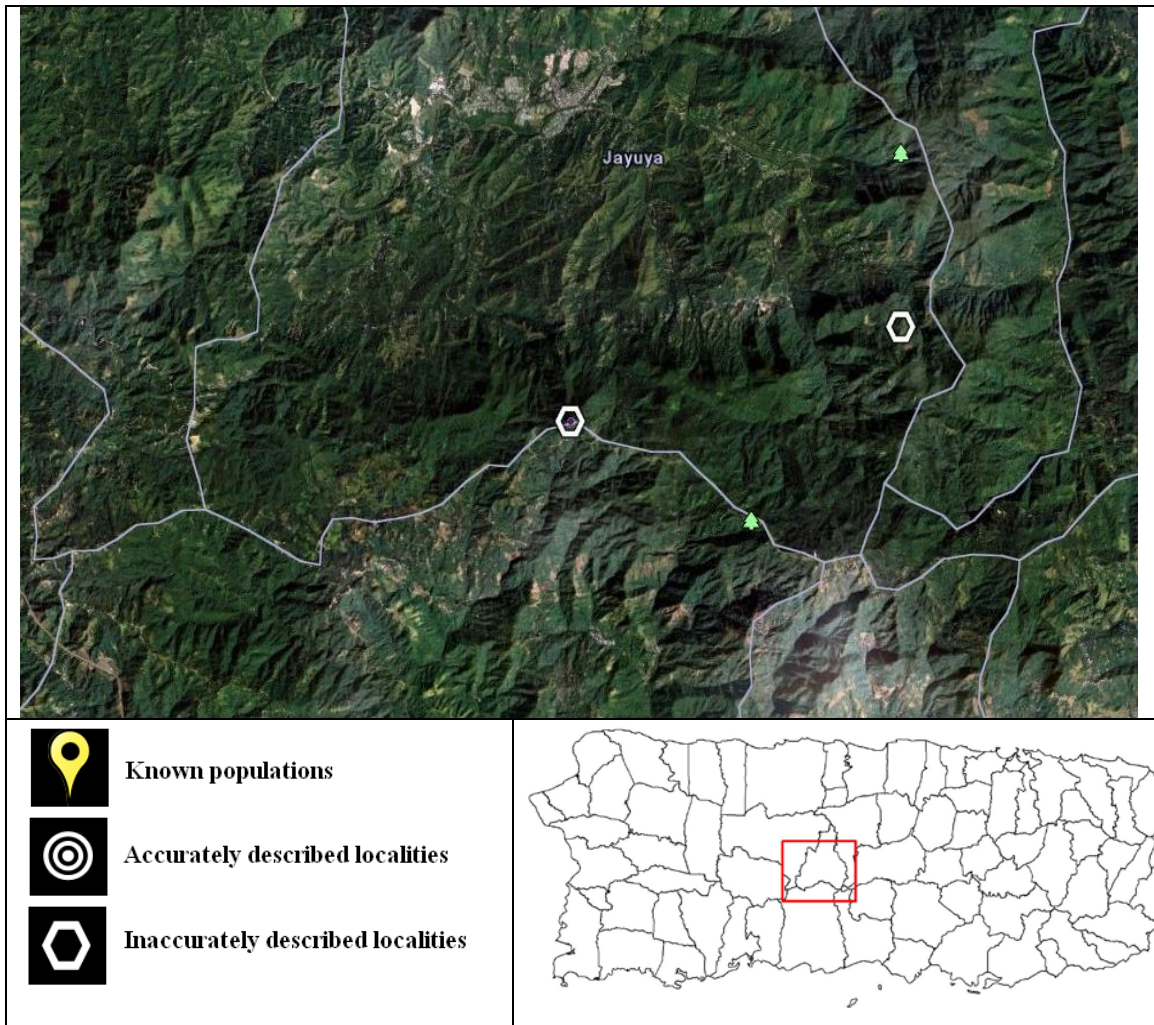 Jayuya
Known populations
Accurately described localities
Inaccurately described localities